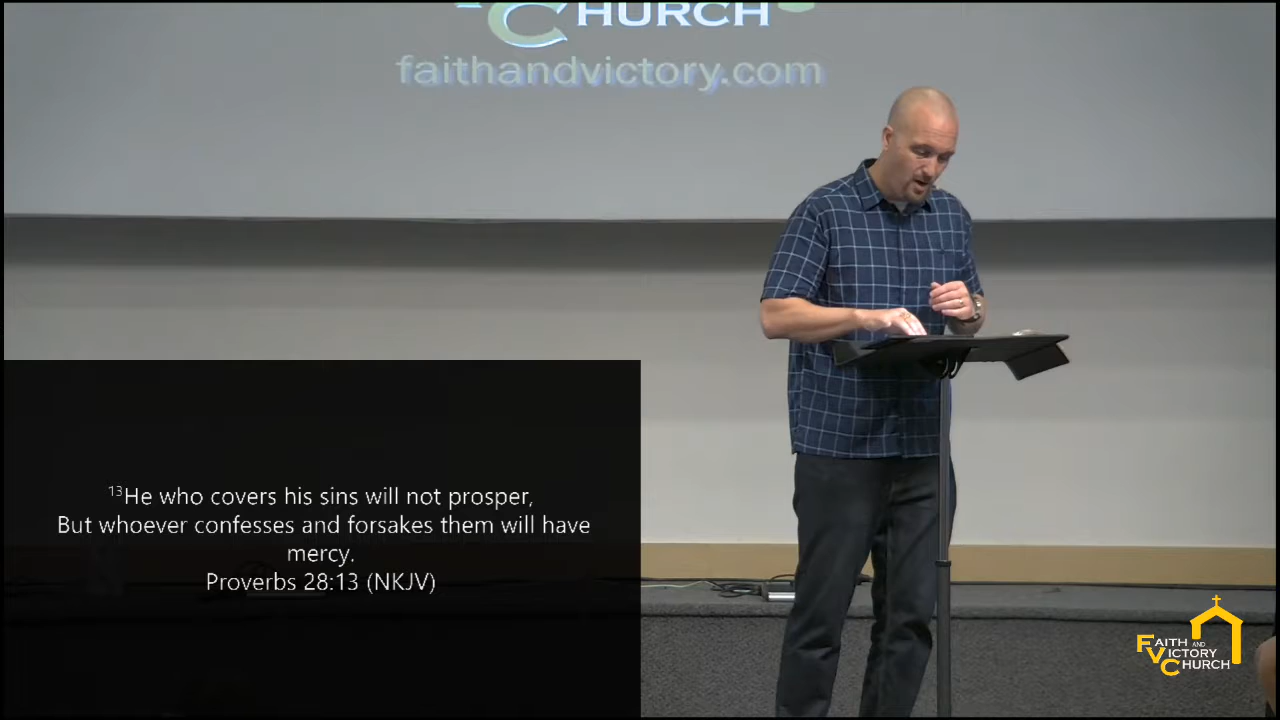 CHURCH
faithandvictory.com
¹³He who covers his sins will not prosper,
But whoever confesses and forsakes them will have
mercy.
Proverbs 28:13 (NKJV)
FAITH AND
VICTORY
CHURCH